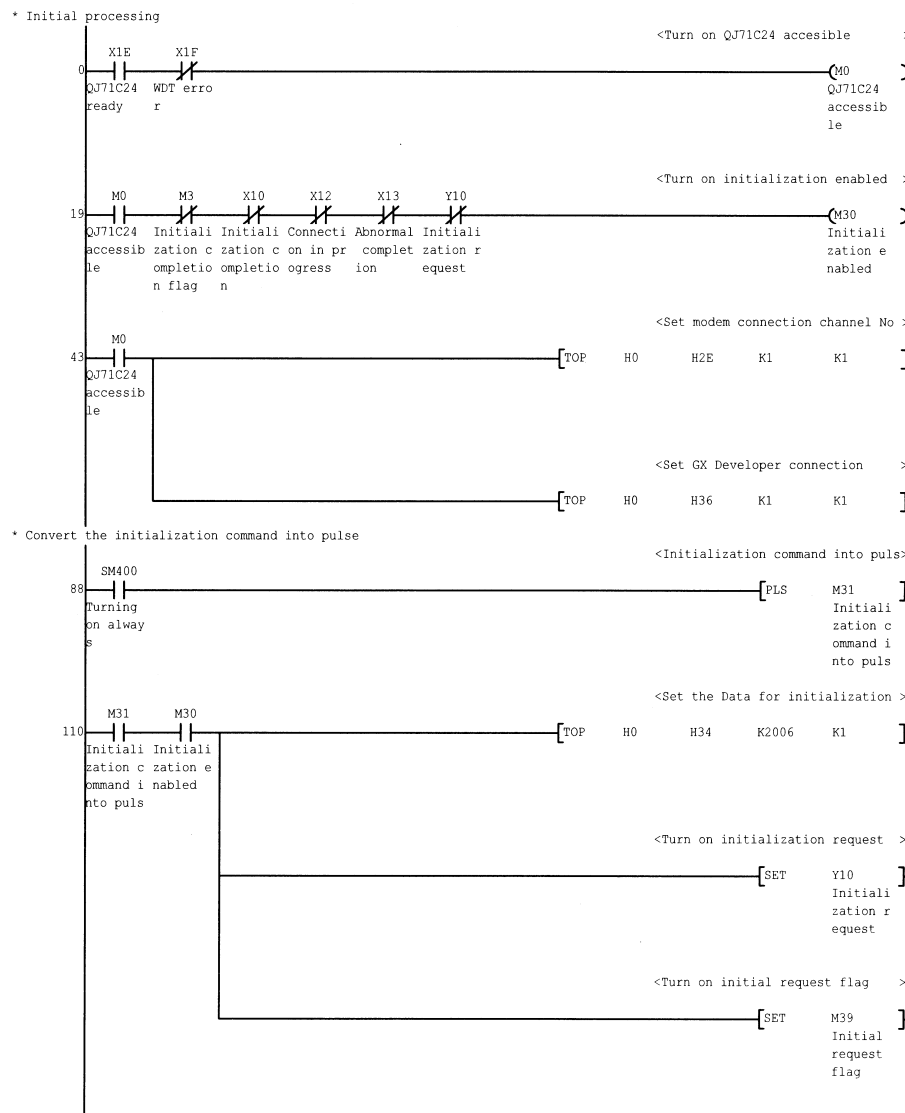 * Initial processing
<Turn on QJ71C24 accesible >
X1E X1F
0 (M0 )
QJ71C24 WDT erro QJ71C24
ready r accessib
le
<Turn on initialization enabled >
M0 M3 X10 X12 X13 Y10
19 (M30 )
QJ71C24 Initiali Initiali Connecti Abnormal Initiali Initiali
accessib zation c zation c on in pr  complet zation r zation e
le ompletio ompletio ogress ion equest nabled
n flag n
<Set modem connection channel No >
M0
43 [TOP H0 H2E K1 K1 ]
QJ71C24
accessib
le
<Set GX Developer connection >
[TOP H0 H36 K1 K1 ]
* Convert the initialization command into pulse
<Initialization command into puls>
SM400
88 [PLS M31 ]
Turning Initiali
on alway zation c
s ommand i
nto puls
<Set the Data for initialization >
M31 M30
110 [TOP H0 H34 K2006 K1 ]
Initiali Initiali
zation c zation e
ommand i nabled
nto puls
<Turn on initialization request >
[SET Y10 ]
Initiali
zation r
equest
<Turn on initial request flag >
[SET M39 ]
Initial
request
flag